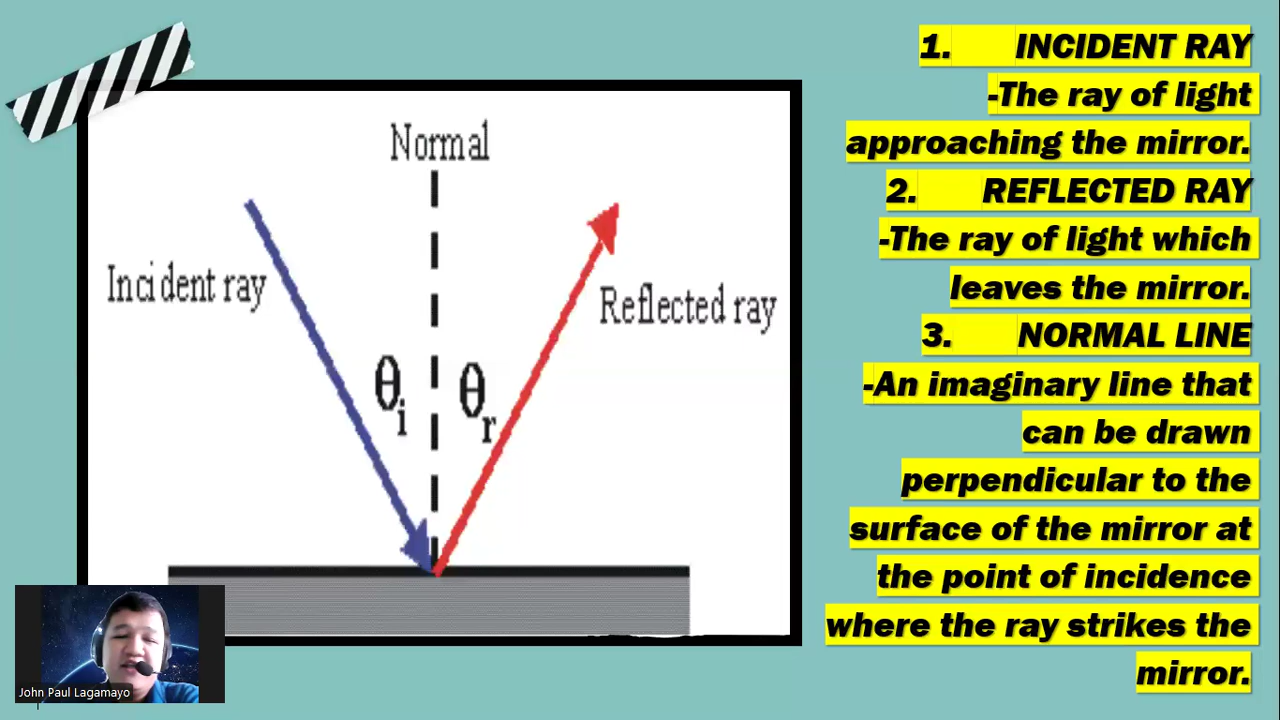 Normal
Incident ray
Reflected ray
θi
θr
1. INCIDENT RAY
-The ray of light
approaching the mirror.
2. REFLECTED RAY
-The ray of light which
leaves the mirror.
3. NORMAL LINE
-An imaginary line that
can be drawn
perpendicular to the
surface of the mirror at
the point of incidence
where the ray strikes the
mirror.
John Paul Lagamayo